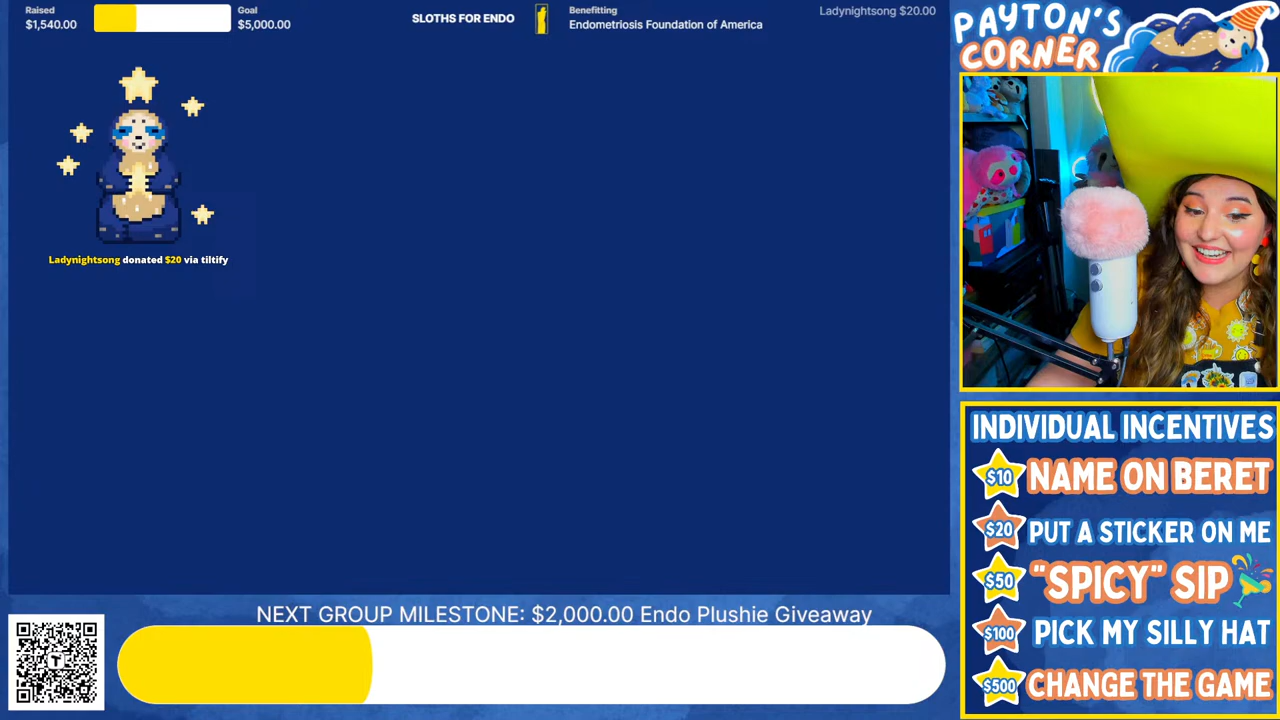 Raised
$1,540.00
Goal
$5,000.00
SLOTHS FOR ENDO
Benefitting
Endometriosis Foundation of America
Ladynightsong $20.00
PAYTON'S
CORNER
Ladynightsong donated $20 via tiltify
INDIVIDUAL INCENTIVES
$10 NAME ON BERET
$20 PUT A STICKER ON ME
$50 "SPICY" SIP
$100 PICK MY SILLY HAT
$500 CHANGE THE GAME
NEXT GROUP MILESTONE: $2,000.00 Endo Plushie Giveaway
T